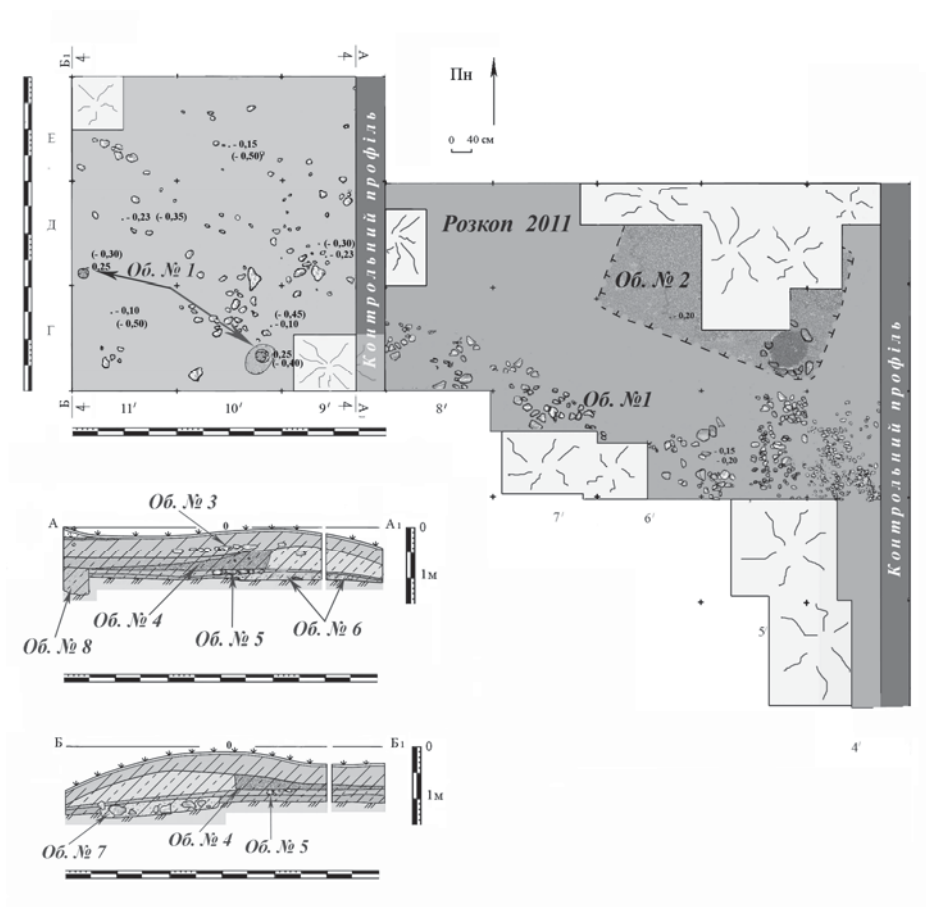 Б1
4
4
А
Пн
0 40 см
Е
Д
Г
- 0,15
(- 0,50)
- 0,23 (- 0,35)
(- 0,30)
- 0,23
(- 0,30)
0,25
Об. № 1
- 0,10
(- 0,50)
(- 0,45)
- 0,10
- 0,25
(- 0,40)
Контрольний профіль
Розкоп 2011
Об. № 2
- 0,20
Об. №1
- 0,15
- 0,20
Контрольний профіль
Б
4
11′
10′
9′
4
А1
8′
7′
6′
5′
4′
Об. № 3
А
0
А1
0
1м
Об. № 4
Об. № 5
Об. № 6
Об. № 8
Б
0
Б1
0
1м
Об. № 7
Об. № 4
Об. № 5